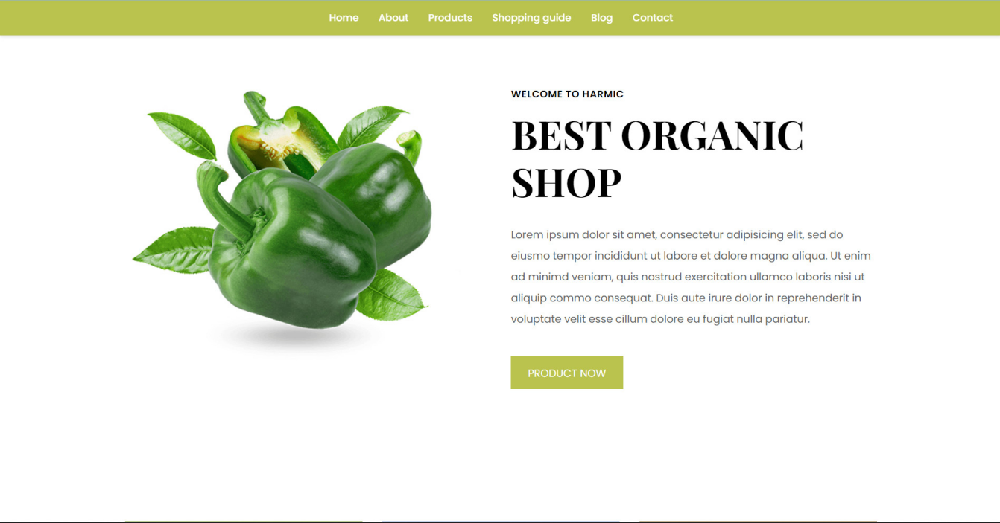 Home About Products Shopping guide Blog Contact
WELCOME TO HARMIC
BEST ORGANIC
SHOP
Lorem ipsum dolor sit amet, consectetur adipisicing elit, sed do
eiusmo tempor incididunt ut labore et dolore magna aliqua. Ut enim
ad minimd veniam, quis nostrud exercitation ullamco laboris nisi ut
aliquip commo consequat. Duis aute irure dolor in reprehenderit in
voluptate velit esse cillum dolore eu fugiat nulla pariatur.
PRODUCT NOW